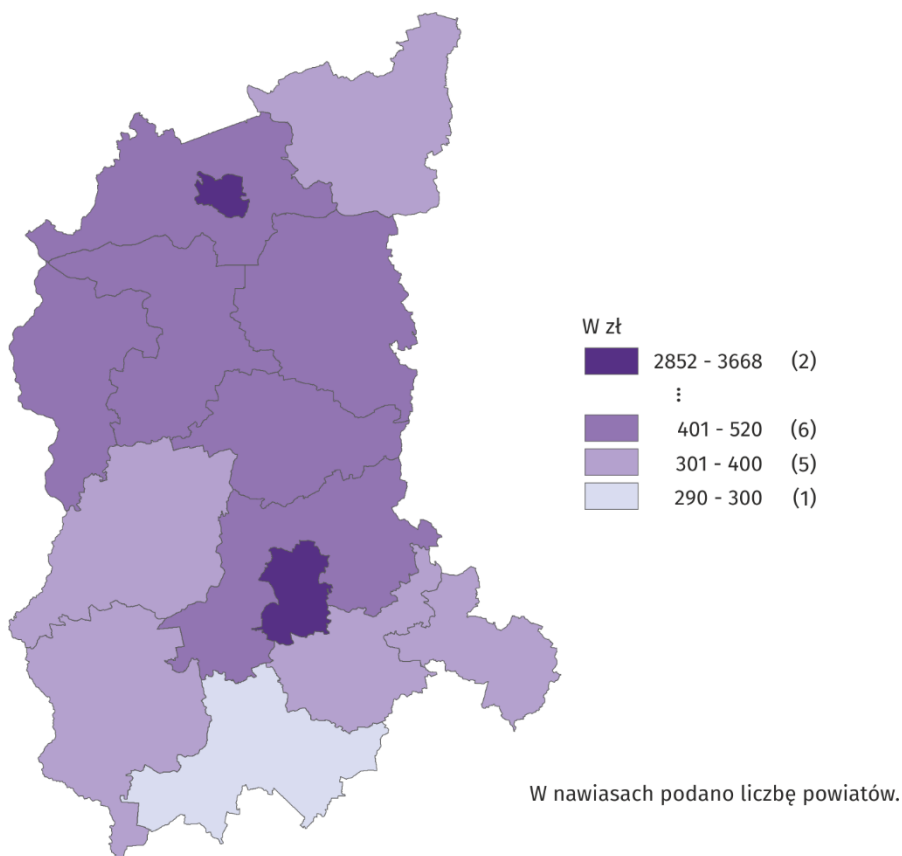 W zł
2852 - 3668 (2)
⋮
401 - 520 (6)
301 - 400 (5)
290 - 300 (1)
W nawiasach podano liczbę powiatów.